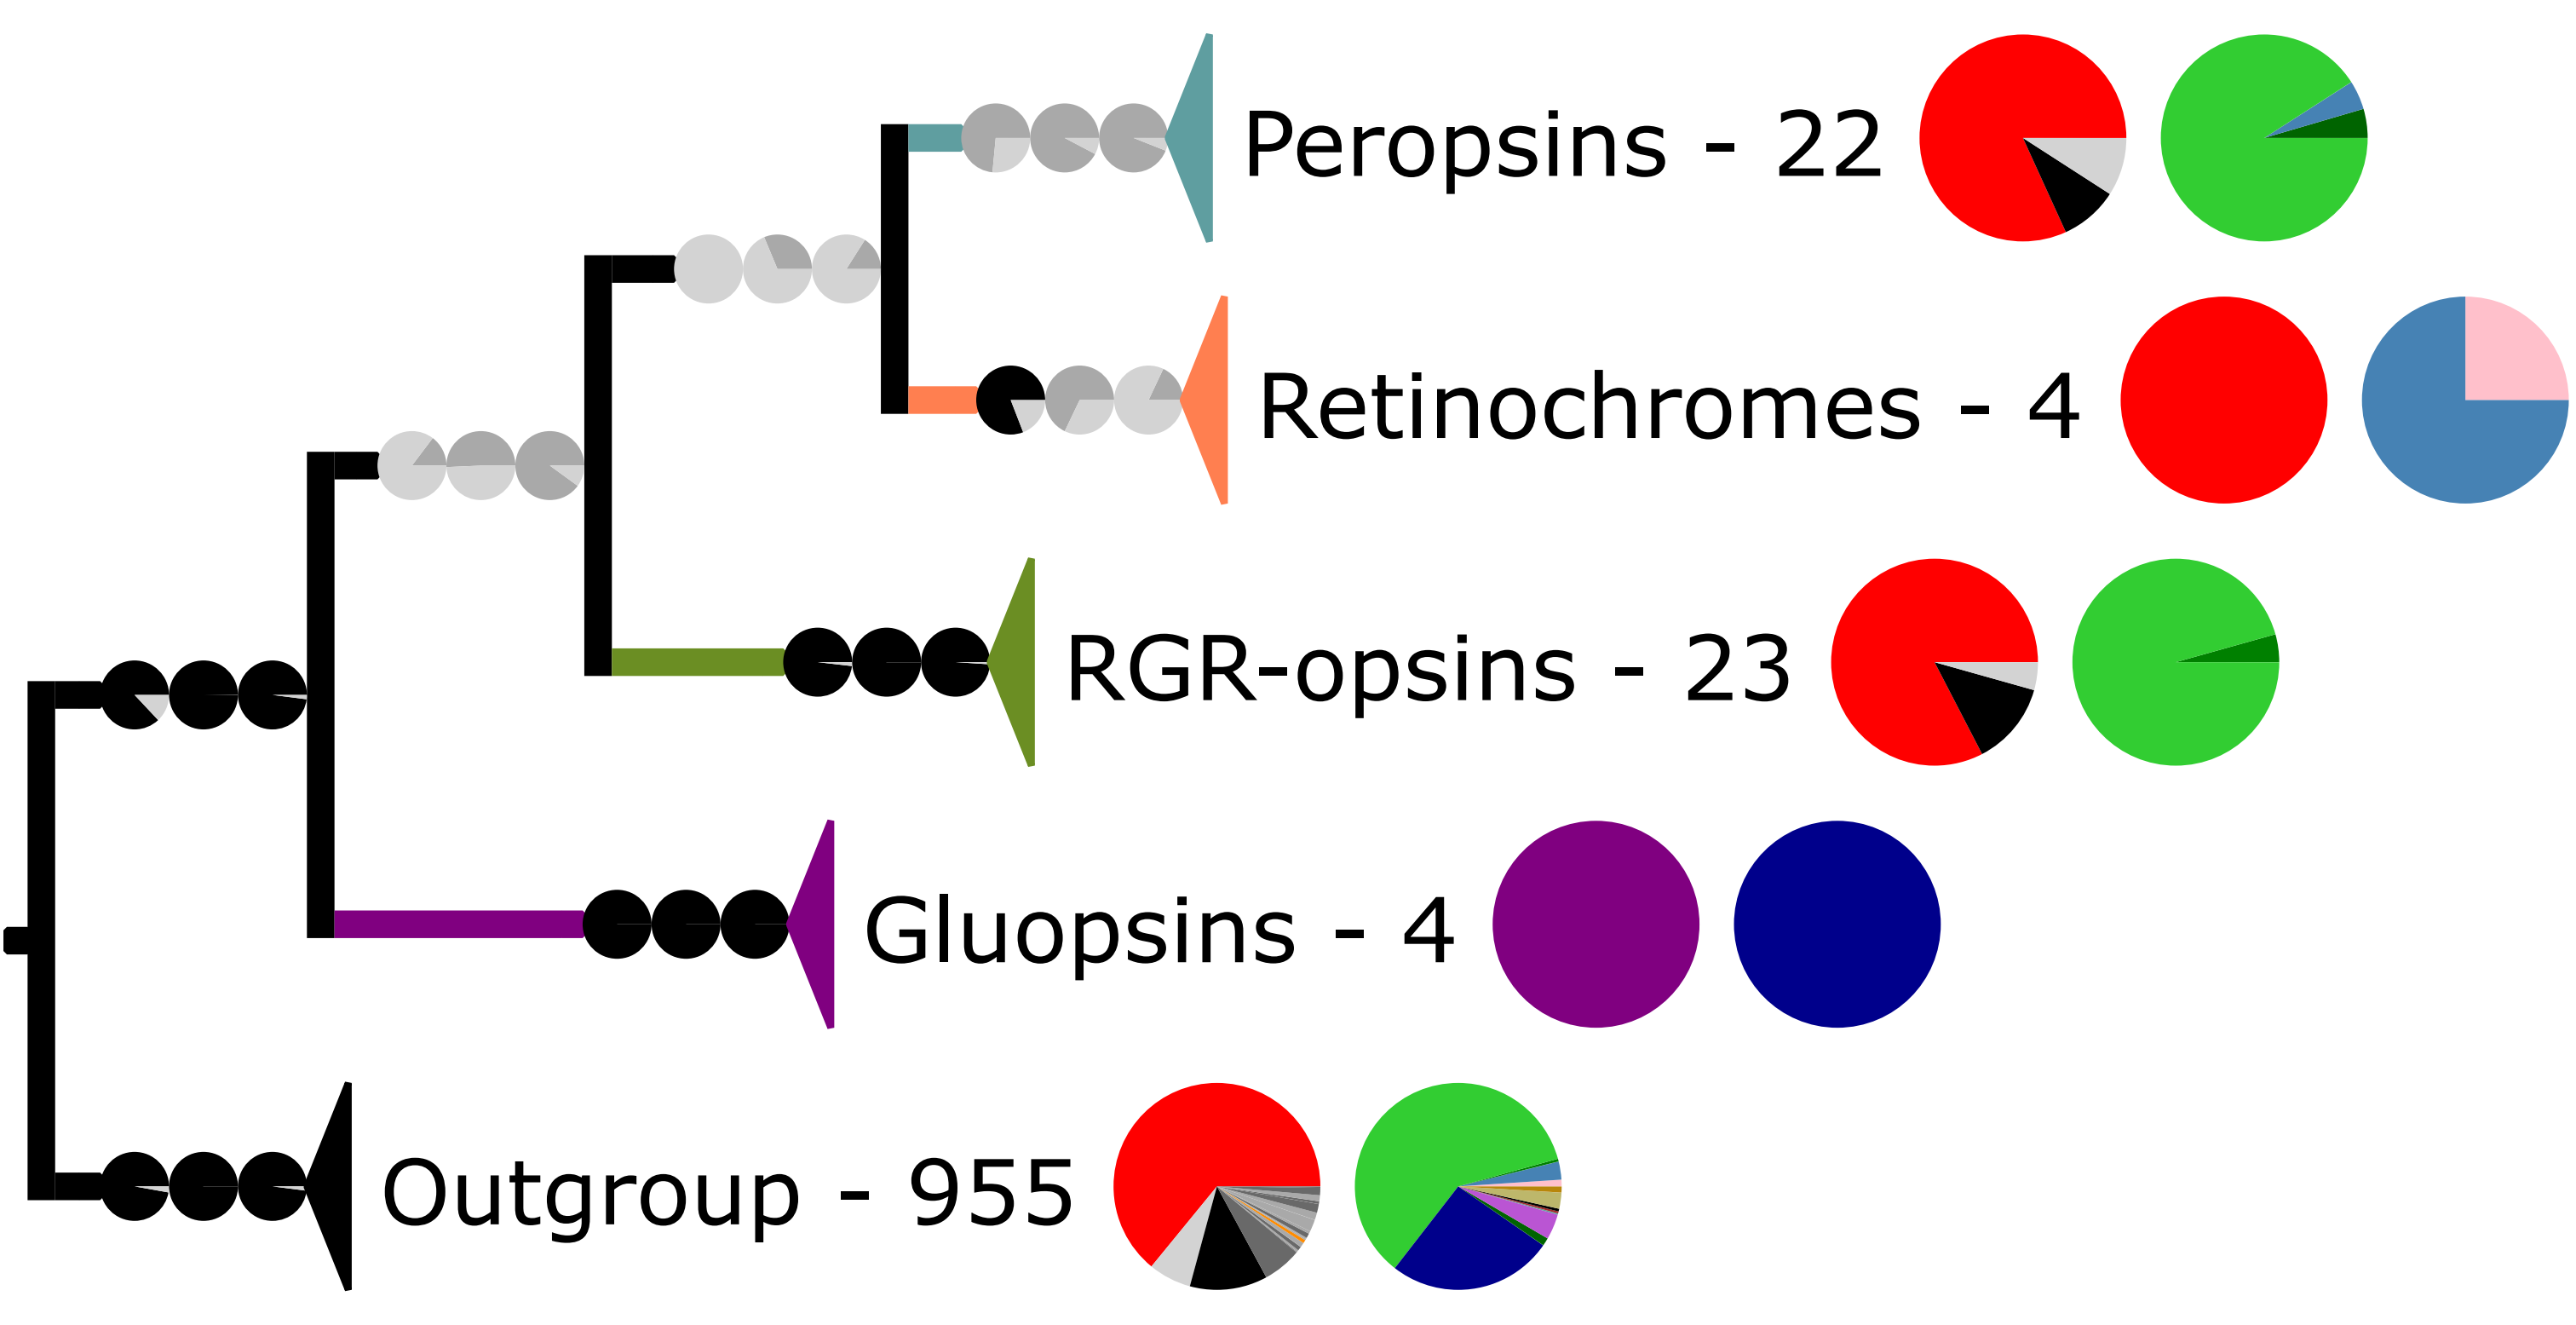 Peropsins - 22
Retinochromes - 4
RGR-opsins - 23
Gluopsins - 4
Outgroup - 955